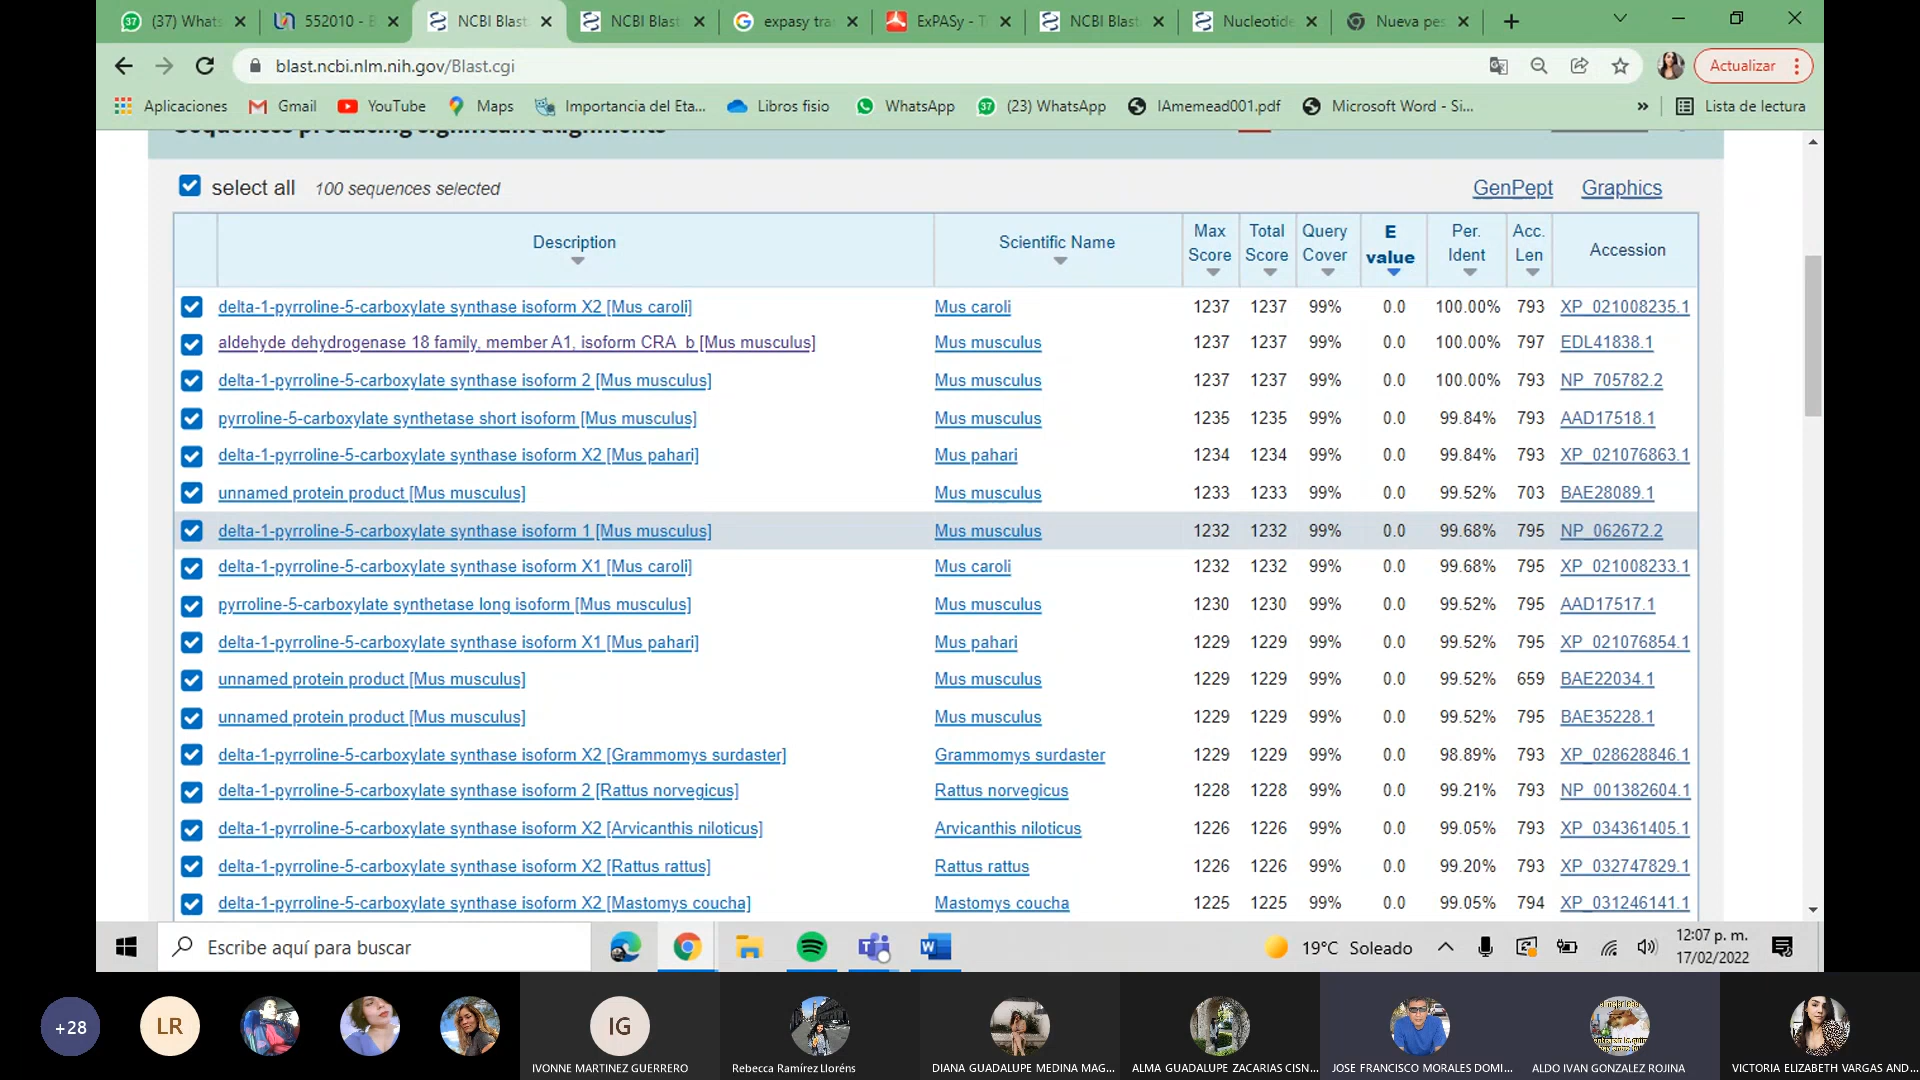 (37) Whats
552010 - B
NCBI Blast
NCBI Blast
expasy tra
ExPASy - T
NCBI Blast
Nucleotide
Nueva pes
blast.ncbi.nlm.nih.gov/Blast.cgi
Actualizar
Aplicaciones
Gmail
YouTube
Maps
Importancia del Eta...
Libros fisio
WhatsApp
(23) WhatsApp
IAmemead001.pdf
Microsoft Word - Si...
»
Lista de lectura
Sequences producing significant alignments
select all 100 sequences selected GenPept Graphics
Description Scientific Name Max Score Total Score Query Cover E value Per. Ident Acc. Len Accession
delta-1-pyrroline-5-carboxylate synthase isoform X2 [Mus caroli] Mus caroli 1237 1237 99% 0.0 100.00% 793 XP_021008235.1
aldehyde dehydrogenase 18 family, member A1, isoform CRA_b [Mus musculus] Mus musculus 1237 1237 99% 0.0 100.00% 797 EDL41838.1
delta-1-pyrroline-5-carboxylate synthase isoform 2 [Mus musculus] Mus musculus 1237 1237 99% 0.0 100.00% 793 NP_705782.2
pyrroline-5-carboxylate synthetase short isoform [Mus musculus] Mus musculus 1235 1235 99% 0.0 99.84% 793 AAD17518.1
delta-1-pyrroline-5-carboxylate synthase isoform X2 [Mus pahari] Mus pahari 1234 1234 99% 0.0 99.84% 793 XP_021076863.1
unnamed protein product [Mus musculus] Mus musculus 1233 1233 99% 0.0 99.52% 703 BAE28089.1
delta-1-pyrroline-5-carboxylate synthase isoform 1 [Mus musculus] Mus musculus 1232 1232 99% 0.0 99.68% 795 NP_062672.2
delta-1-pyrroline-5-carboxylate synthase isoform X1 [Mus caroli] Mus caroli 1232 1232 99% 0.0 99.68% 795 XP_021008233.1
pyrroline-5-carboxylate synthetase long isoform [Mus musculus] Mus musculus 1230 1230 99% 0.0 99.52% 795 AAD17517.1
delta-1-pyrroline-5-carboxylate synthase isoform X1 [Mus pahari] Mus pahari 1229 1229 99% 0.0 99.52% 795 XP_021076854.1
unnamed protein product [Mus musculus] Mus musculus 1229 1229 99% 0.0 99.52% 659 BAE22034.1
unnamed protein product [Mus musculus] Mus musculus 1229 1229 99% 0.0 99.52% 795 BAE35228.1
delta-1-pyrroline-5-carboxylate synthase isoform X2 [Grammomys surdaster] Grammomys surdaster 1229 1229 99% 0.0 98.89% 793 XP_028628846.1
delta-1-pyrroline-5-carboxylate synthase isoform 2 [Rattus norvegicus] Rattus norvegicus 1228 1228 99% 0.0 99.21% 793 NP_001382604.1
delta-1-pyrroline-5-carboxylate synthase isoform X2 [Arvicanthis niloticus] Arvicanthis niloticus 1226 1226 99% 0.0 99.05% 793 XP_034361405.1
delta-1-pyrroline-5-carboxylate synthase isoform X2 [Rattus rattus] Rattus rattus 1226 1226 99% 0.0 99.20% 793 XP_032747829.1
delta-1-pyrroline-5-carboxylate synthase isoform X2 [Mastomys coucha] Mastomys coucha 1225 1225 99% 0.0 99.05% 794 XP_031246141.1
Escribe aquí para buscar
19°C Soleado
12:07 p. m.
17/02/2022
+28
LR
IG
IVONNE MARTINEZ GUERRERO
Rebecca Ramírez Lloréns
DIANA GUADALUPE MEDINA MAG...
ALMA GUADALUPE ZACARIAS CISN...
JOSE FRANCISCO MORALES DOMI...
ALDO IVAN GONZALEZ ROJINA
VICTORIA ELIZABETH VARGAS AND